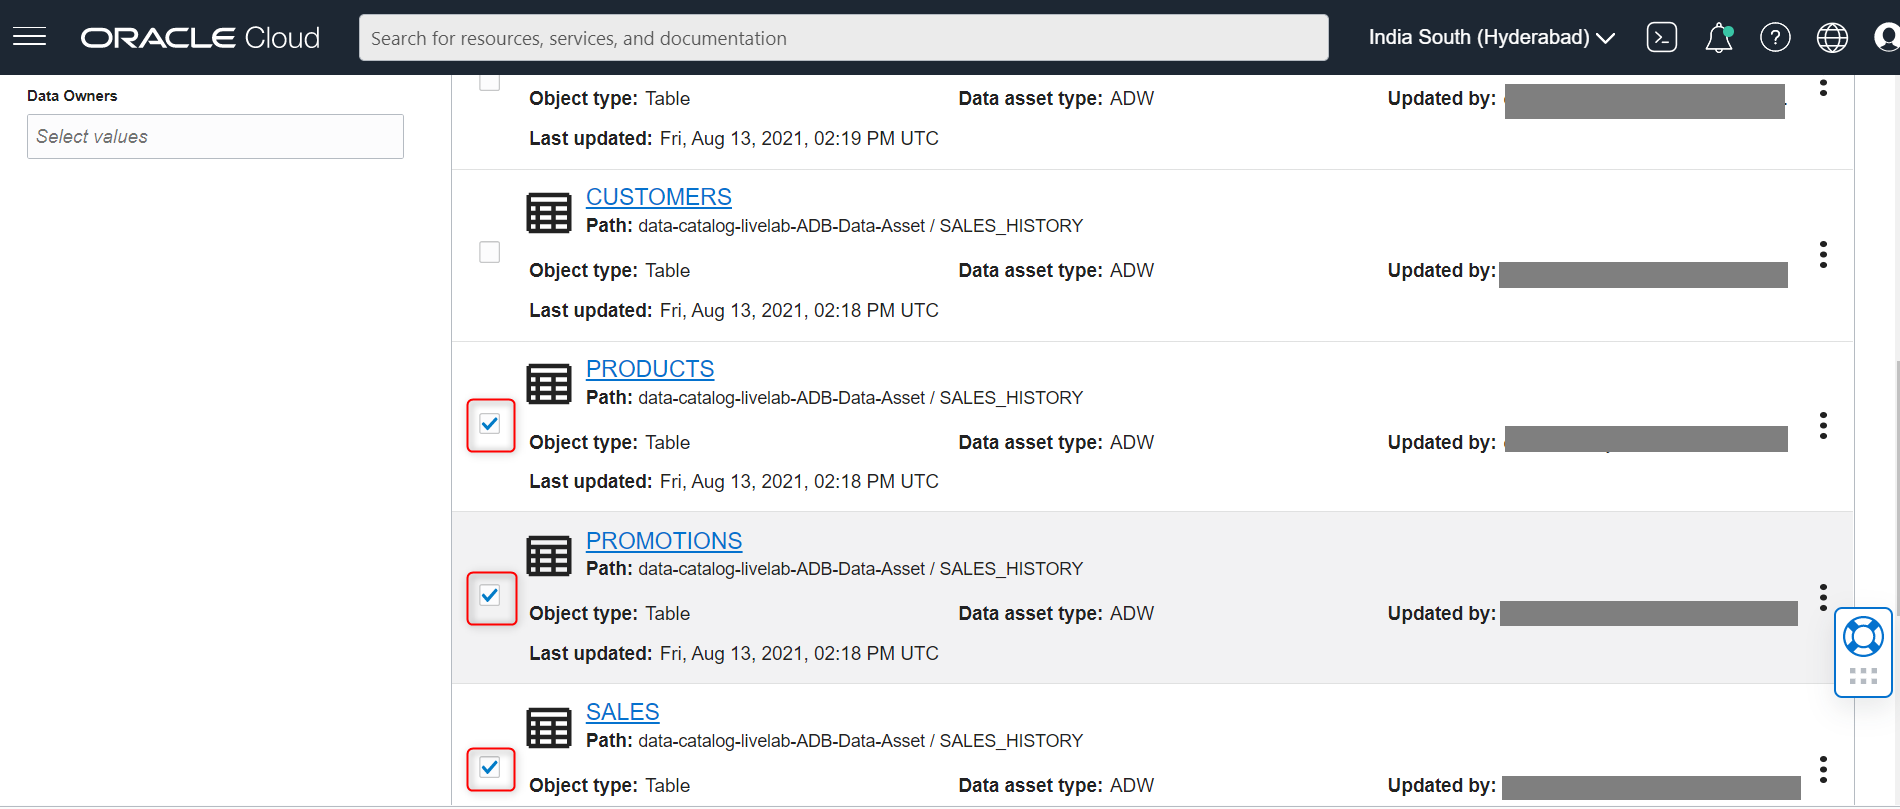 ORACLE Cloud
Search for resources, services, and documentation
India South (Hyderabad)
Data Owners
Select values
Object type: Table Data asset type: ADW Updated by:
Last updated: Fri, Aug 13, 2021, 02:19 PM UTC
CUSTOMERS
Path: data-catalog-livelab-ADB-Data-Asset / SALES_HISTORY
Object type: Table Data asset type: ADW Updated by:
Last updated: Fri, Aug 13, 2021, 02:18 PM UTC
PRODUCTS
Path: data-catalog-livelab-ADB-Data-Asset / SALES_HISTORY
Object type: Table Data asset type: ADW Updated by:
Last updated: Fri, Aug 13, 2021, 02:18 PM UTC
PROMOTIONS
Path: data-catalog-livelab-ADB-Data-Asset / SALES_HISTORY
Object type: Table Data asset type: ADW Updated by:
Last updated: Fri, Aug 13, 2021, 02:18 PM UTC
SALES
Path: data-catalog-livelab-ADB-Data-Asset / SALES_HISTORY
Object type: Table Data asset type: ADW Updated by: